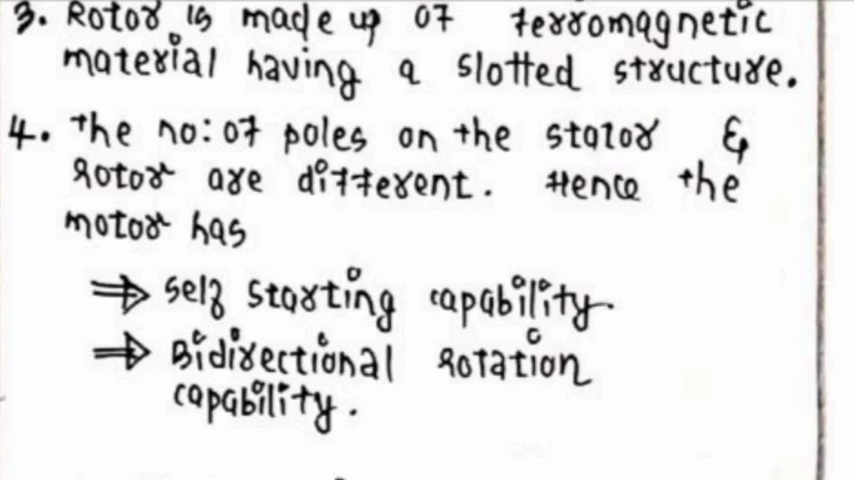 3. Rotor is made up of ferromagnetic
material having a slotted structure.
4. The no: of poles on the stator &
Rotor are different. Hence the
motor has
⇒ Self starting capability.
⇒ Bidirectional Rotation
capability.